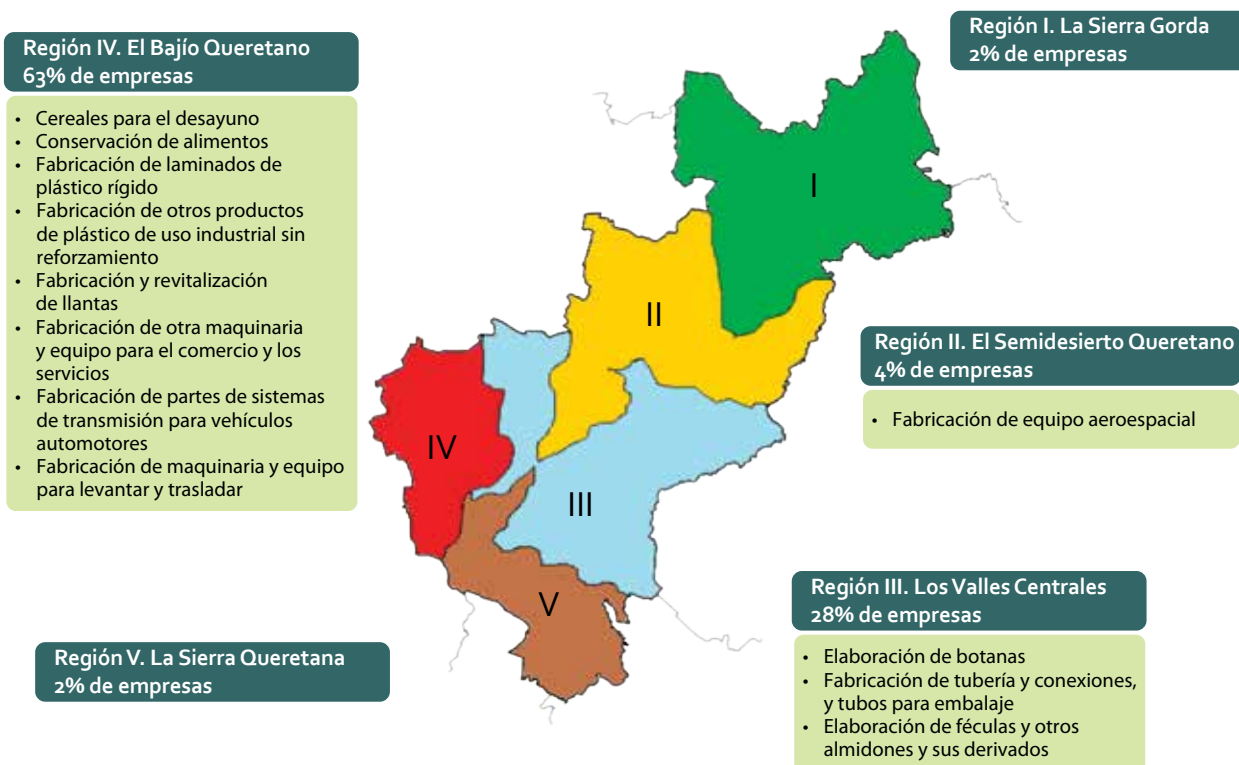 Región IV. El Bajío Queretano
63% de empresas
• Cereales para el desayuno
• Conservación de alimentos
• Fabricación de laminados de
plástico rígido
• Fabricación de otros productos
de plástico de uso industrial sin
reforzamiento
• Fabricación y revitalización
de llantas
• Fabricación de otra maquinaria
y equipo para el comercio y los
servicios
• Fabricación de partes de sistemas
de transmisión para vehículos
automotores
• Fabricación de maquinaria y equipo
para levantar y trasladar
Región I. La Sierra Gorda
2% de empresas
I
II
Región II. El Semidesierto Queretano
4% de empresas
• Fabricación de equipo aeroespacial
IV
III
V
Región V. La Sierra Queretana
2% de empresas
Región III. Los Valles Centrales
28% de empresas
• Elaboración de botanas
• Fabricación de tubería y conexiones,
y tubos para embalaje
• Elaboración de féculas y otros
almidones y sus derivados